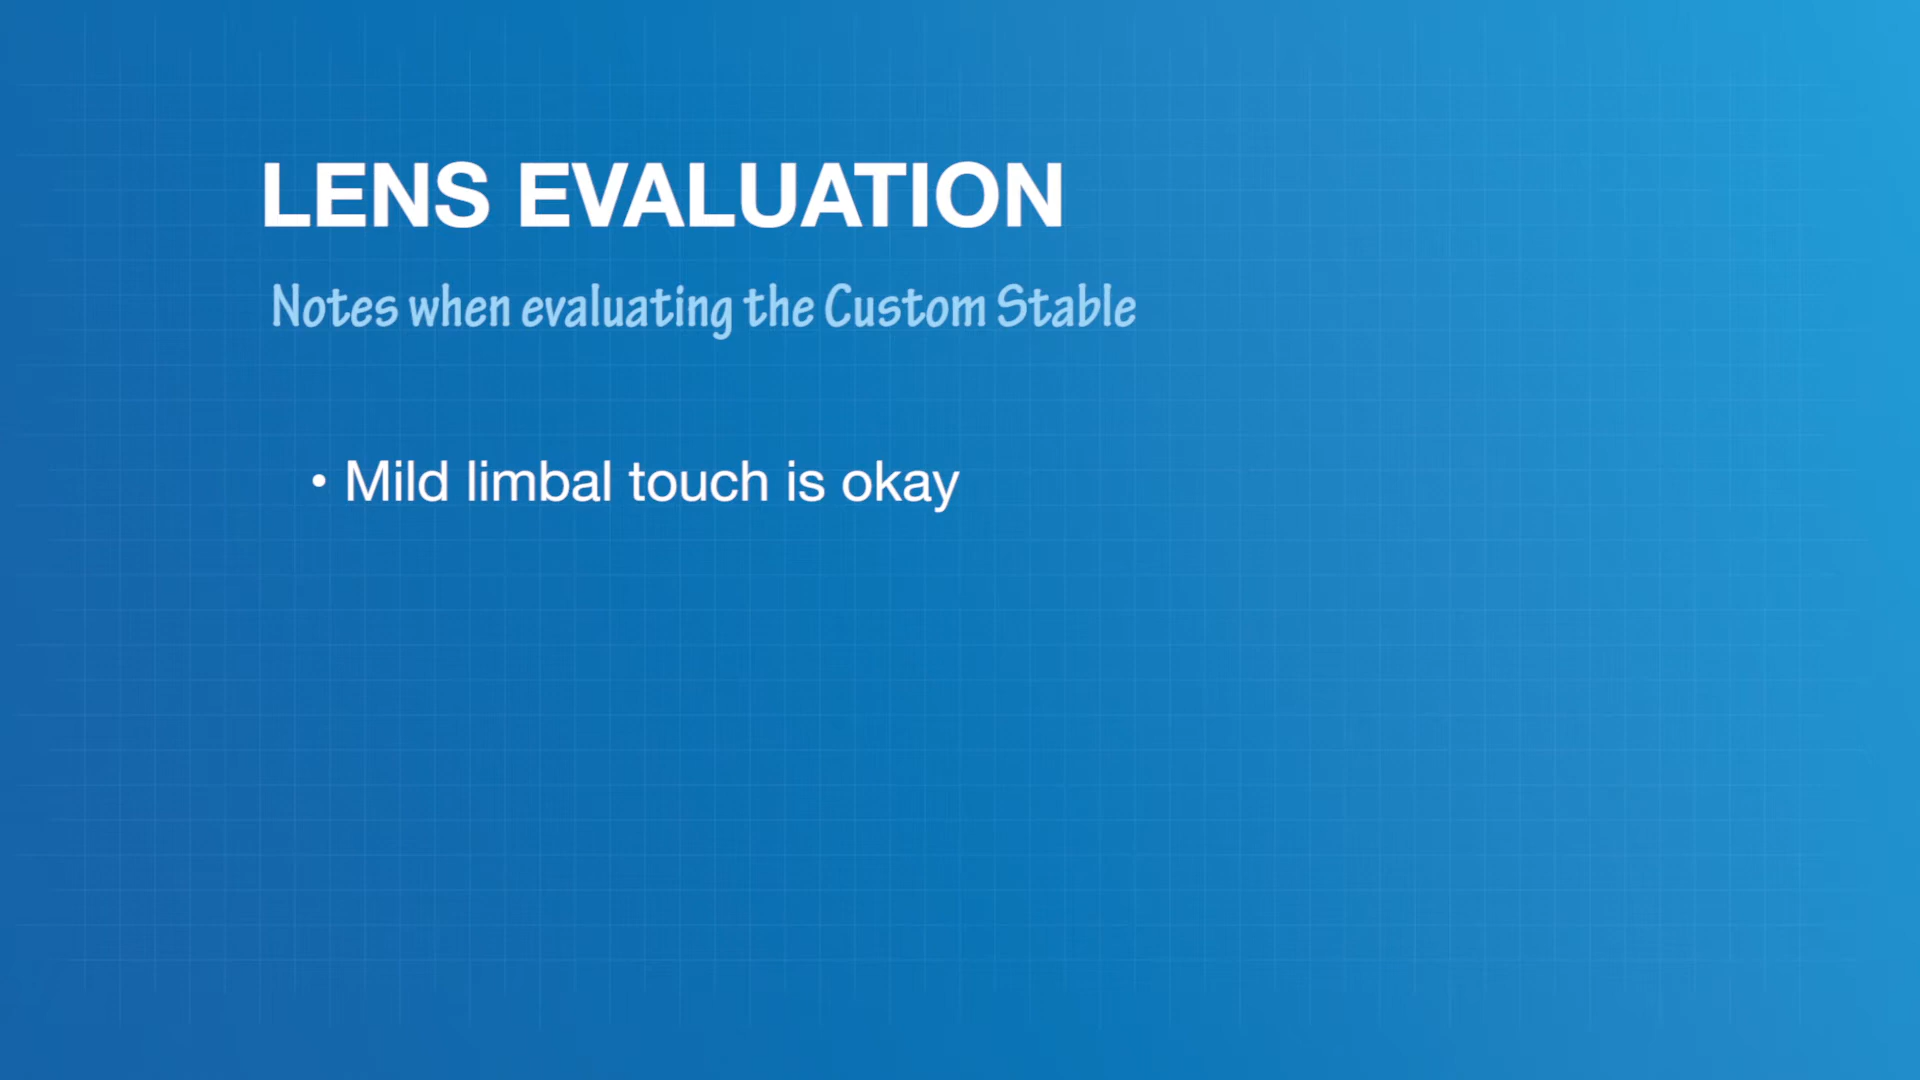 LENS EVALUATION
Notes when evaluating the Custom Stable
• Mild limbal touch is okay